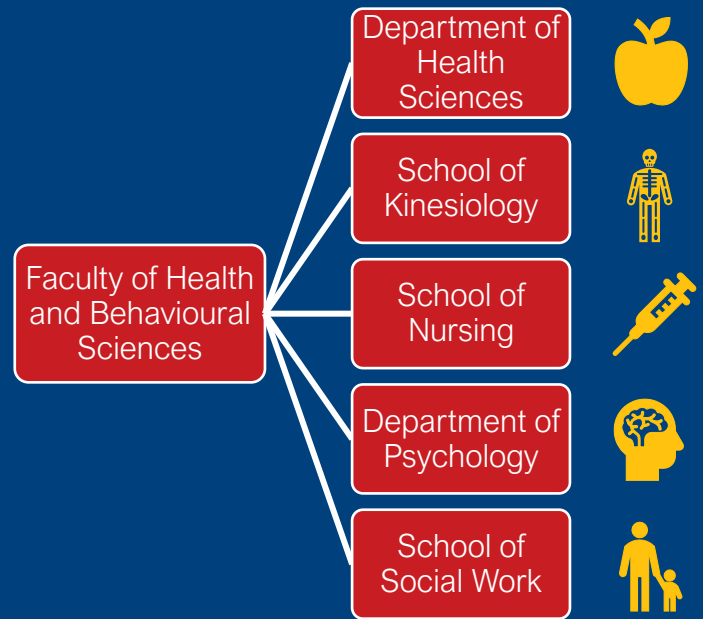 Faculty of Health
and Behavioural
Sciences
Department of
Health
Sciences
School of
Kinesiology
School of
Nursing
Department of
Psychology
School of
Social Work